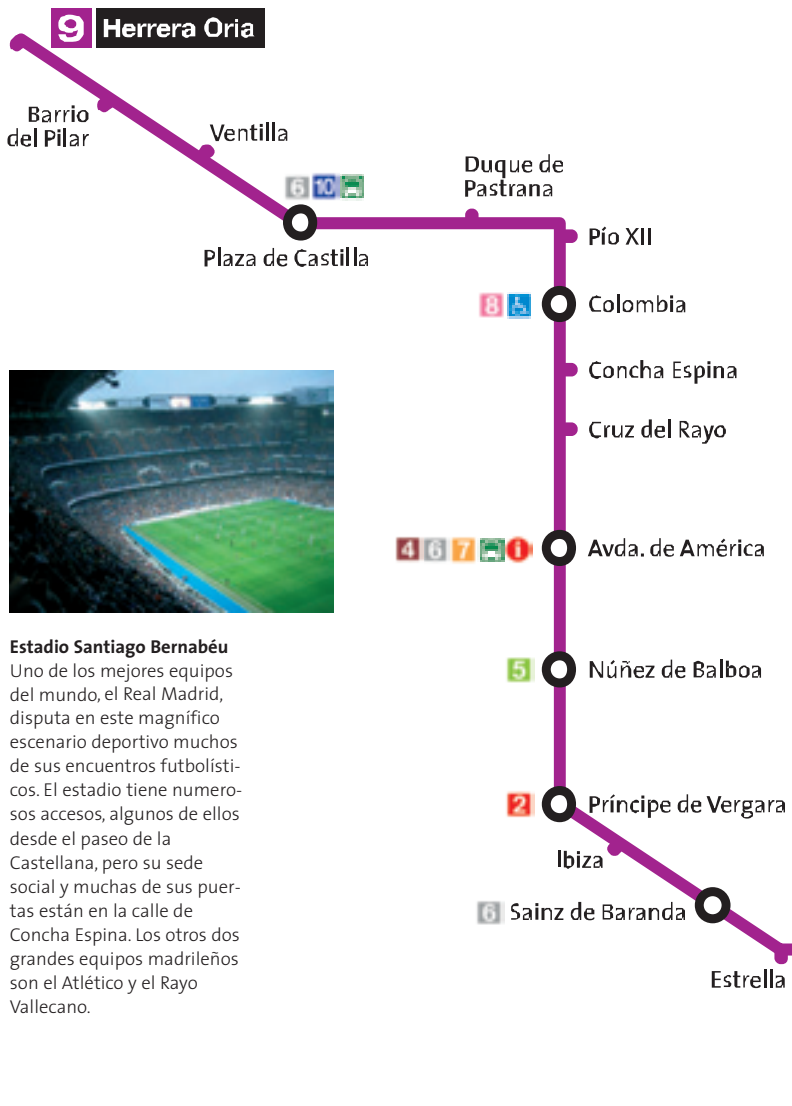 9 Herrera Oria
Barrio
del Pilar
Ventilla
6 10
Plaza de Castilla
Duque de
Pastrana
Pío XII
8
Colombia
Concha Espina
Cruz del Rayo
4 6 7 i
Avda. de América
5
Núñez de Balboa
2
Príncipe de Vergara
Ibiza
6 Sainz de Baranda
Estrella
Estadio Santiago Bernabéu
Uno de los mejores equipos
del mundo, el Real Madrid,
disputa en este magnífico
escenario deportivo muchos
de sus encuentros futbolísti-
cos. El estadio tiene numero-
sos accesos, algunos de ellos
desde el paseo de la
Castellana, pero su sede
social y muchas de sus puer-
tas están en la calle de
Concha Espina. Los otros dos
grandes equipos madrileños
son el Atlético y el Rayo
Vallecano.